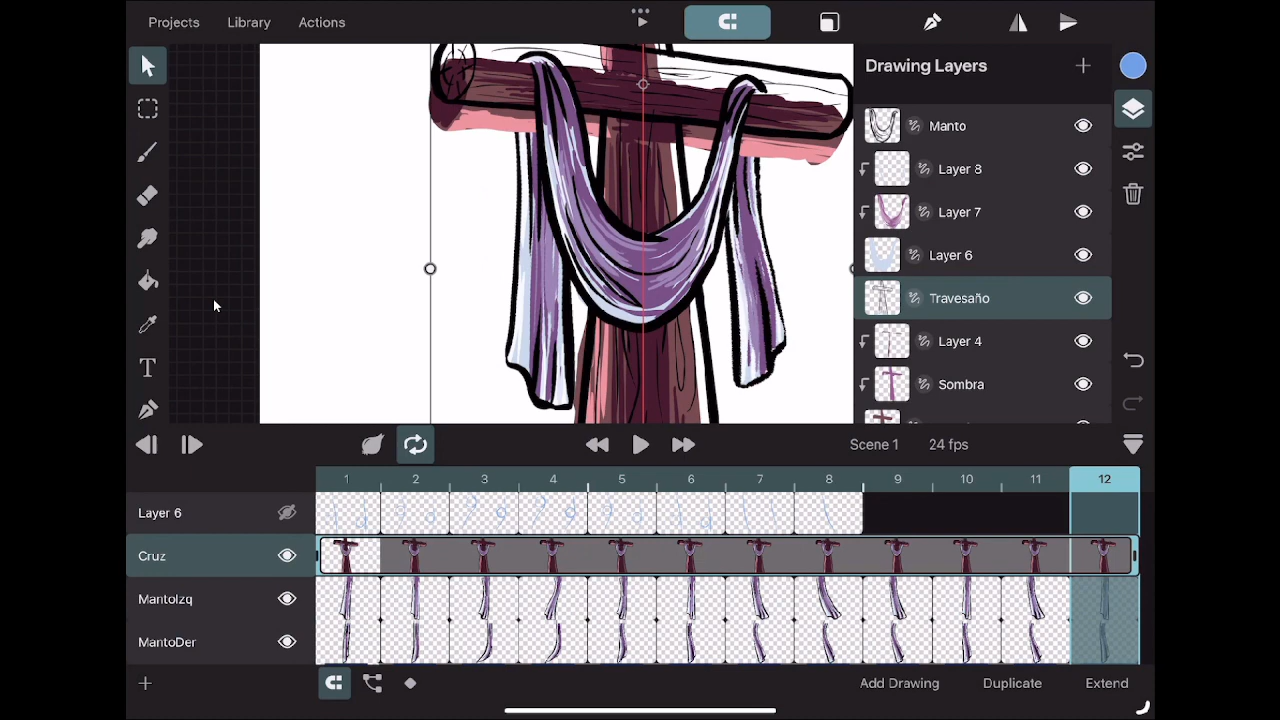 Projects Library Actions
Drawing Layers
Manto
Layer 8
Layer 7
Layer 6
Travesaño
Layer 4
Sombra
T
Scene 1 24 fps
1 2 3 4 5 6 7 8 9 10 11 12
Layer 6
Cruz
MantoIzq
MantoDer
Add Drawing Duplicate Extend